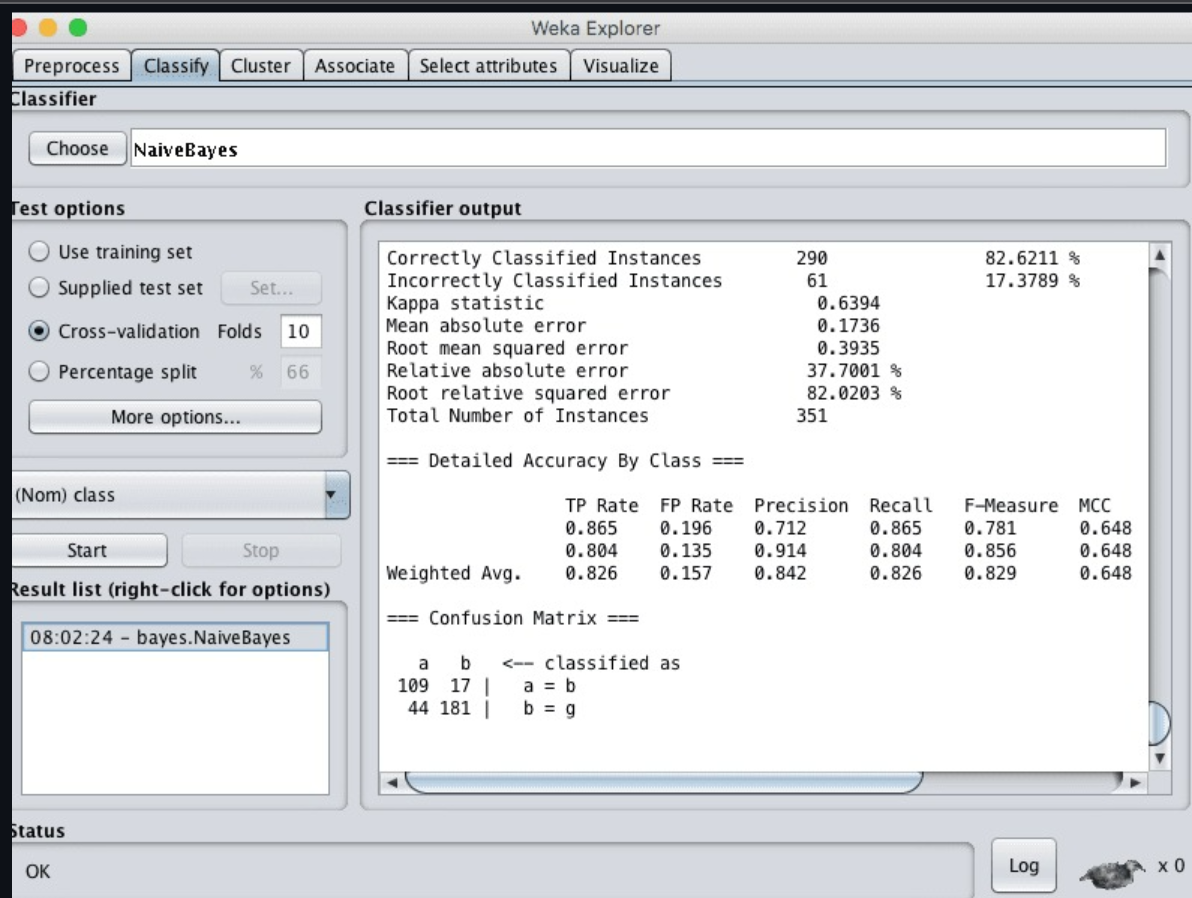 Weka Explorer
Preprocess Classify Cluster Associate Select attributes Visualize
Classifier
Choose NaiveBayes
Test options
Use training set
Supplied test set Set...
Cross-validation Folds 10
Percentage split % 66
More options...
(Nom) class
Start Stop
Result list (right-click for options)
08:02:24 - bayes.NaiveBayes
Classifier output
Correctly Classified Instances 290 82.6211 %
Incorrectly Classified Instances 61 17.3789 %
Kappa statistic 0.6394
Mean absolute error 0.1736
Root mean squared error 0.3935
Relative absolute error 37.7001 %
Root relative squared error 82.0203 %
Total Number of Instances 351
=== Detailed Accuracy By Class ===
TP Rate FP Rate Precision Recall F-Measure MCC
0.865 0.196 0.712 0.865 0.781 0.648
0.804 0.135 0.914 0.804 0.856 0.648
Weighted Avg. 0.826 0.157 0.842 0.826 0.829 0.648
=== Confusion Matrix ===
a b <-- classified as
109 17 | a = b
44 181 | b = g
Status
OK
Log x 0